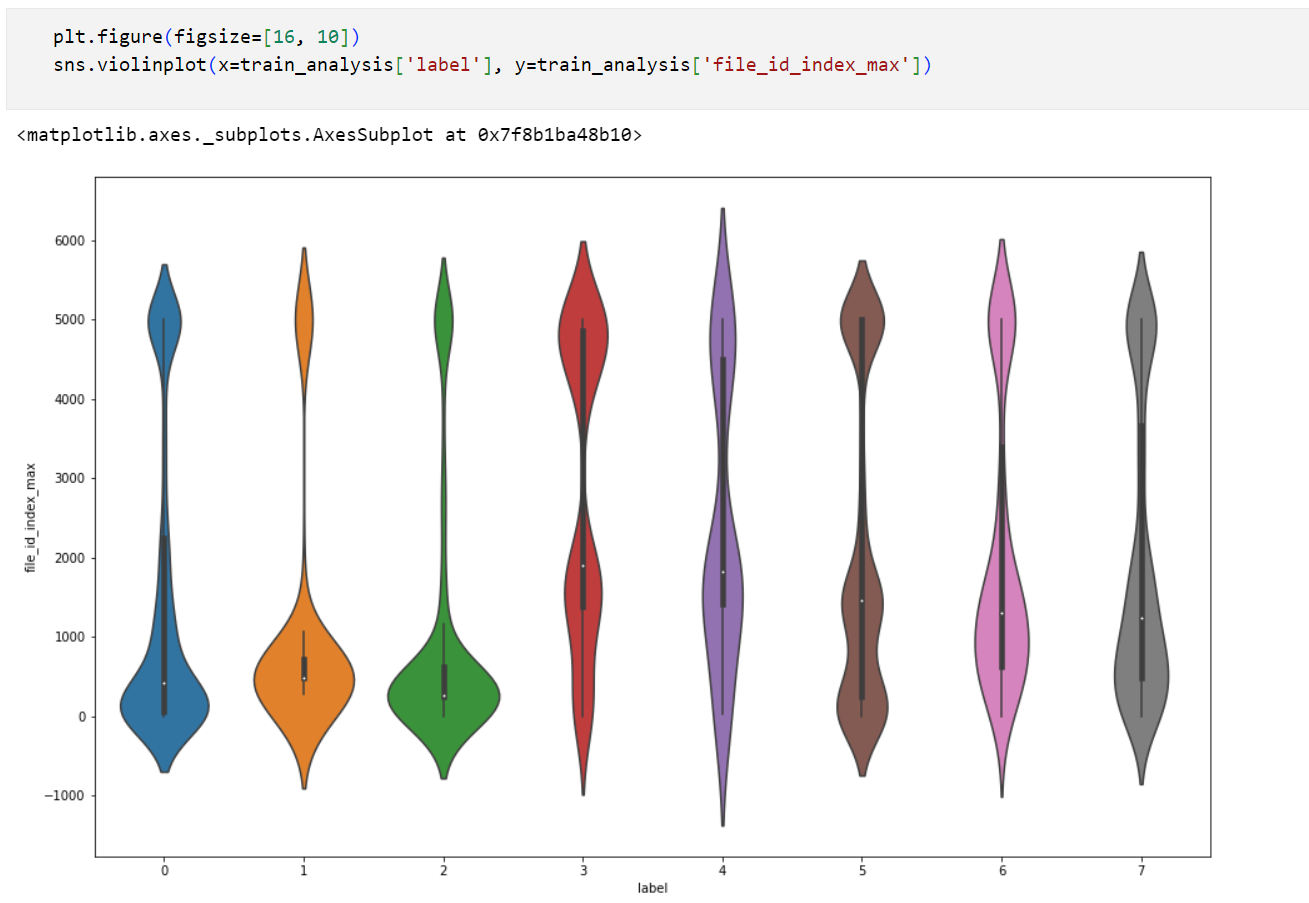 plt.figure(figsize=[16, 10])
sns.violinplot(x=train_analysis['label'], y=train_analysis['file_id_index_max'])
<matplotlib.axes._subplots.AxesSubplot at 0x7f8b1ba48b10>
6000
5000
4000
3000
2000
1000
0
−1000
file_id_index_max
0 1 2 3 4 5 6 7
label